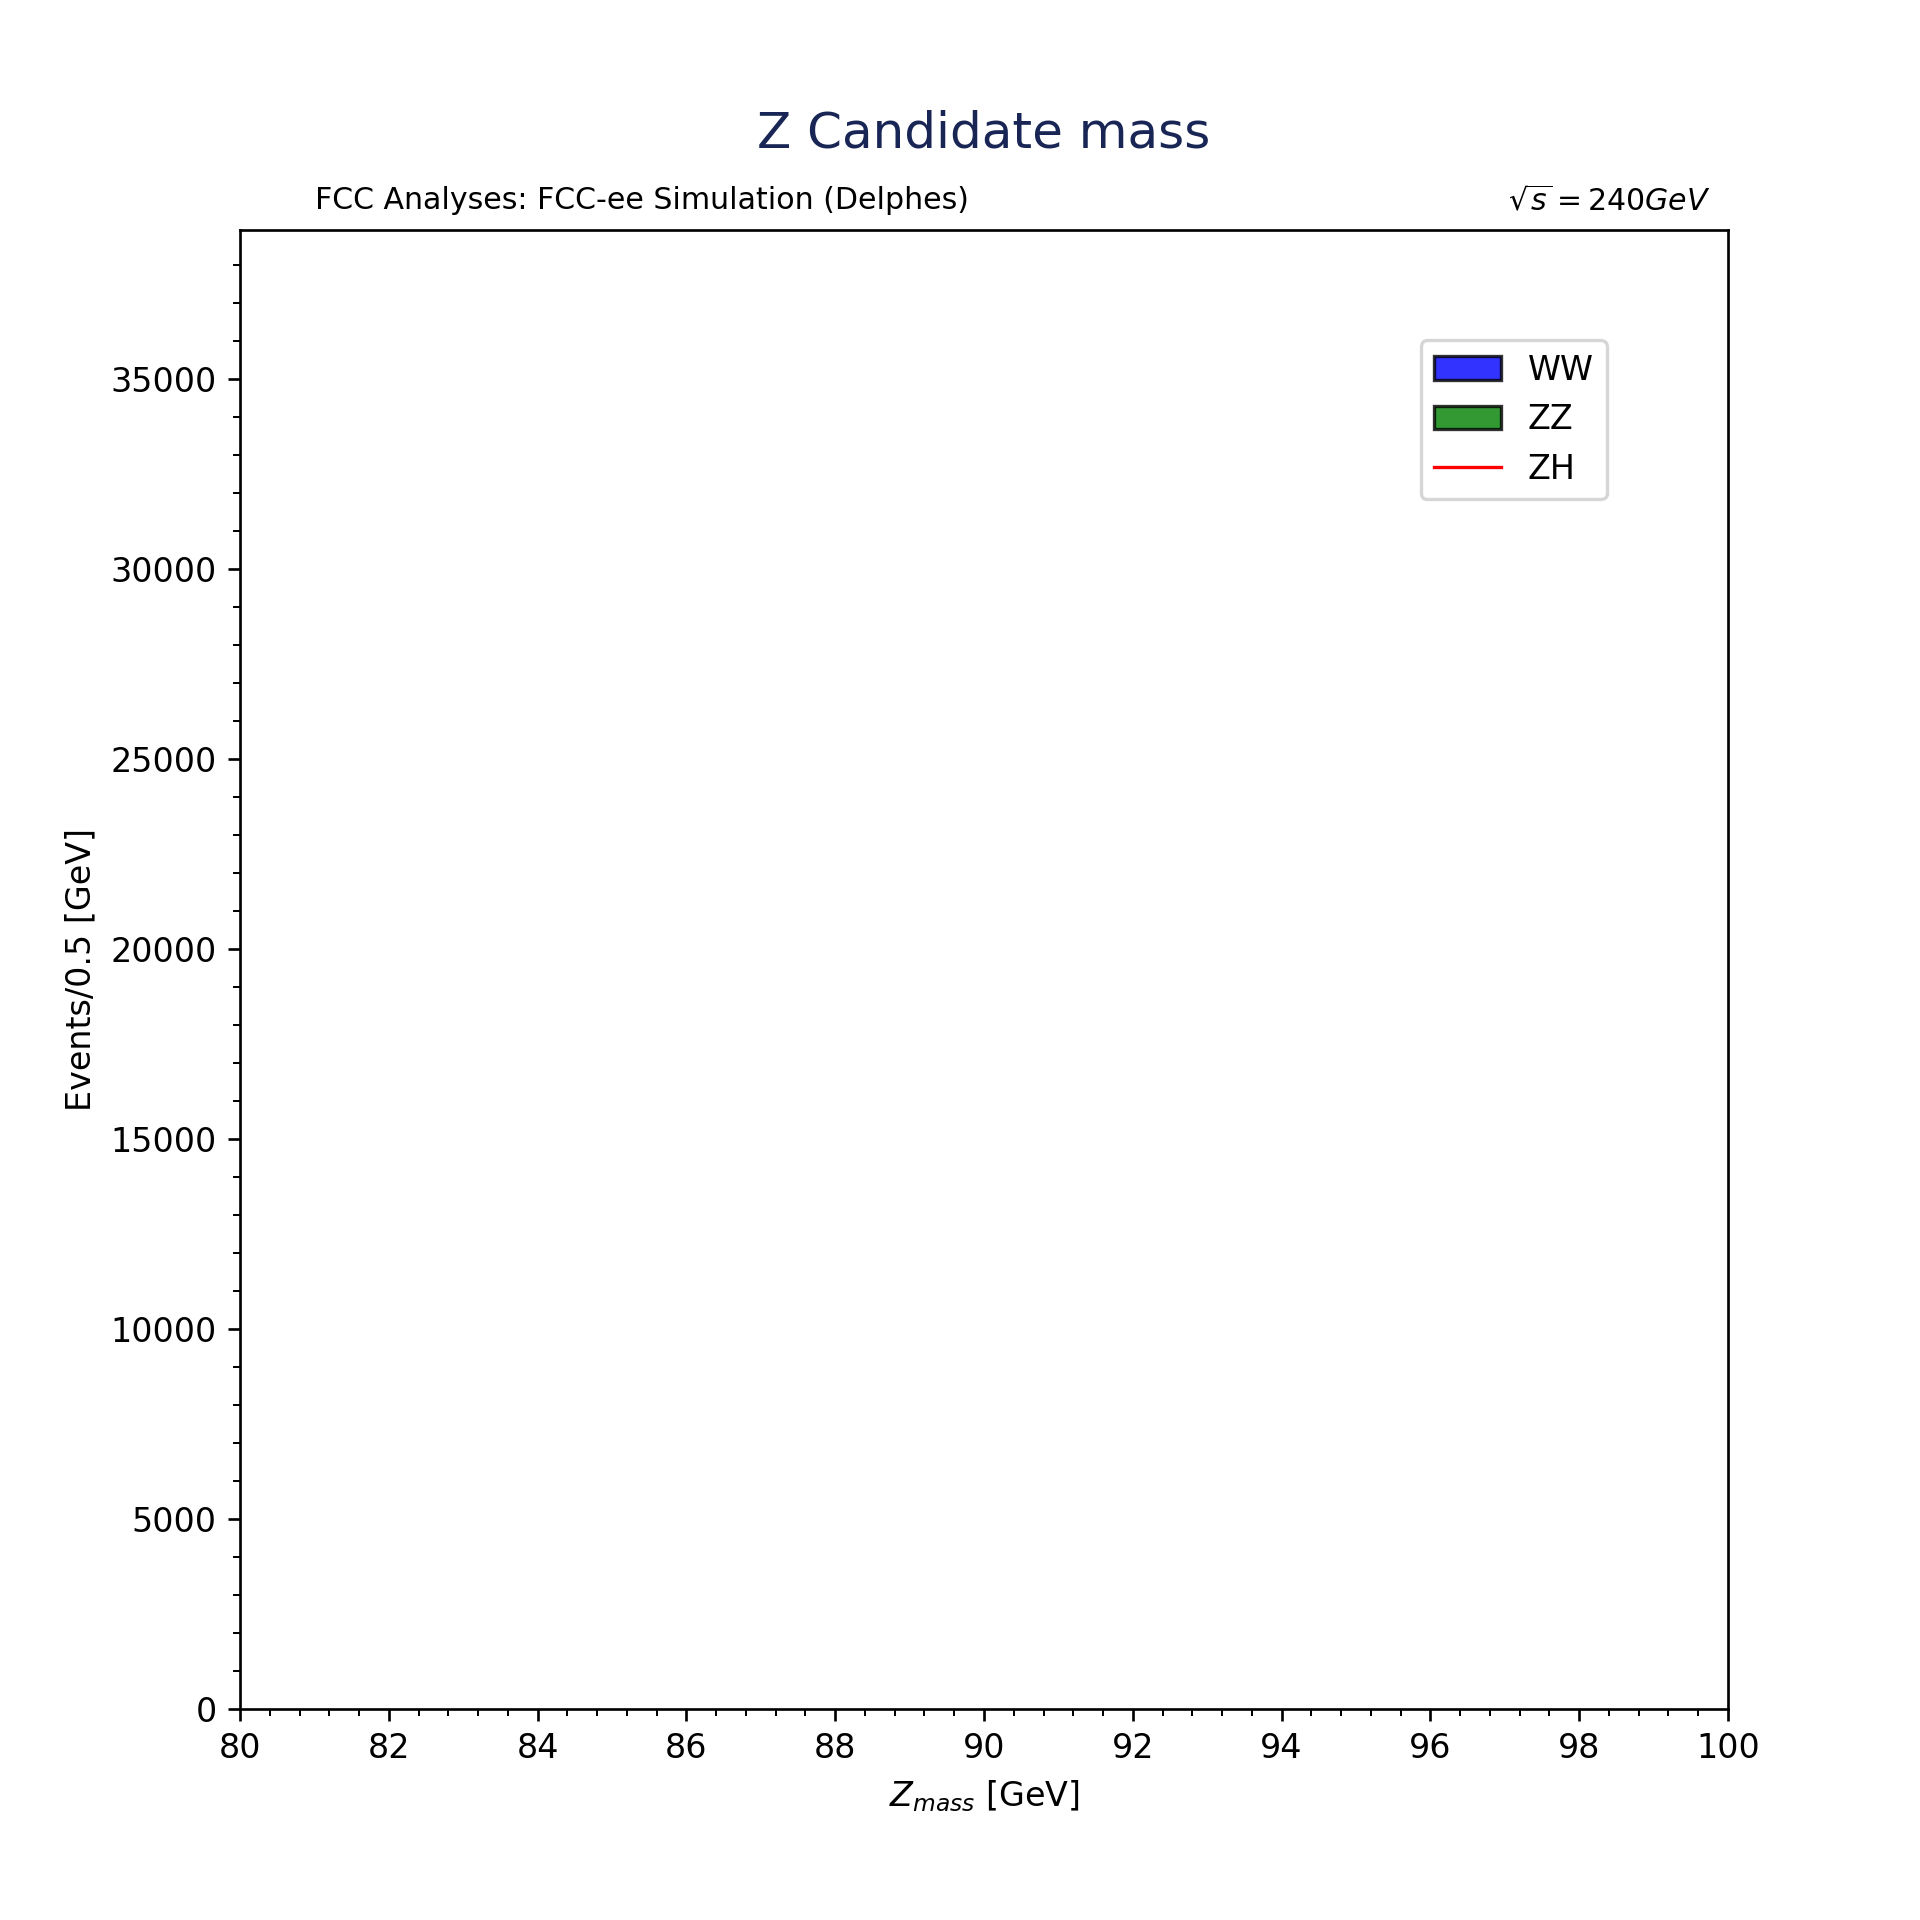 Z Candidate mass
FCC Analyses: FCC-ee Simulation (Delphes)
√s = 240GeV
WW
ZZ
ZH
35000
30000
25000
20000
15000
10000
5000
0
Events/0.5 [GeV]
80 82 84 86 88 90 92 94 96 98 100
Z_mass [GeV]